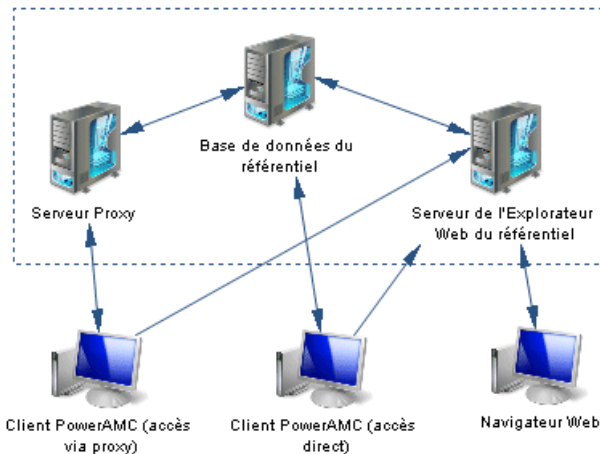 Base de données du
référentiel
Serveur Proxy
Serveur de l'Explorateur
Web du référentiel
Client PowerAMC (accès
via proxy)
Client PowerAMC (accès
direct)
Navigateur Web